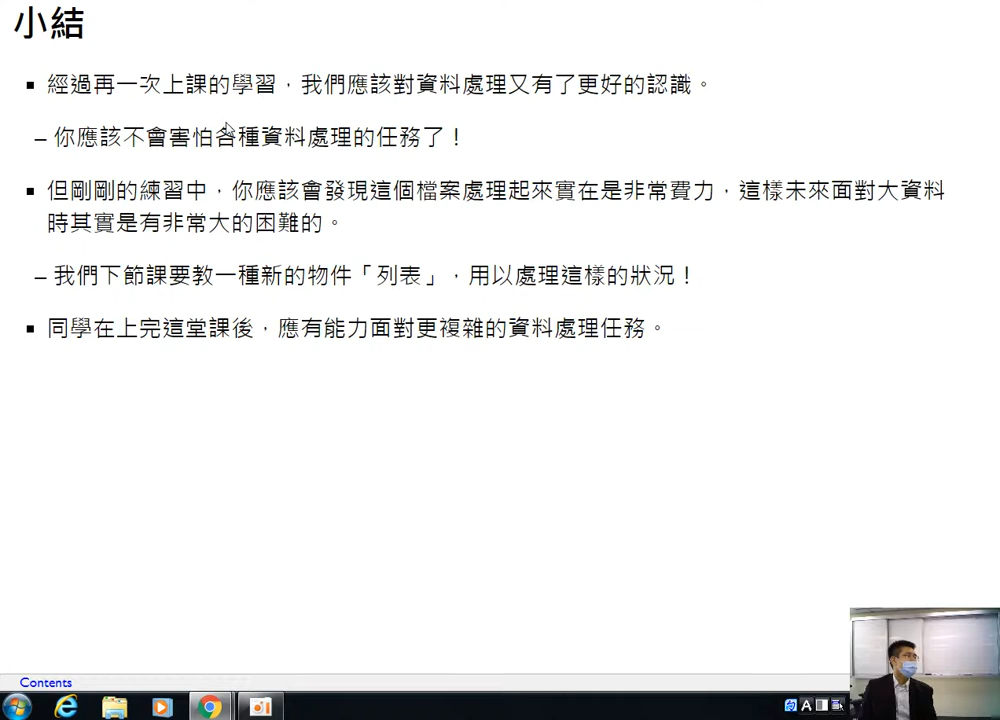 小結
▪ 經過再一次上課的學習，我們應該對資料處理又有了更好的認識。
– 你應該不會害怕各種資料處理的任務了！
▪ 但剛剛的練習中，你應該會發現這個檔案處理起來實在是非常費力，這樣未來面對大資料
時其實是有非常大的困難的。
– 我們下節課要教一種新的物件「列表」，用以處理這樣的狀況！
▪ 同學在上完這堂課後，應有能力面對更複雜的資料處理任務。
Contents
A